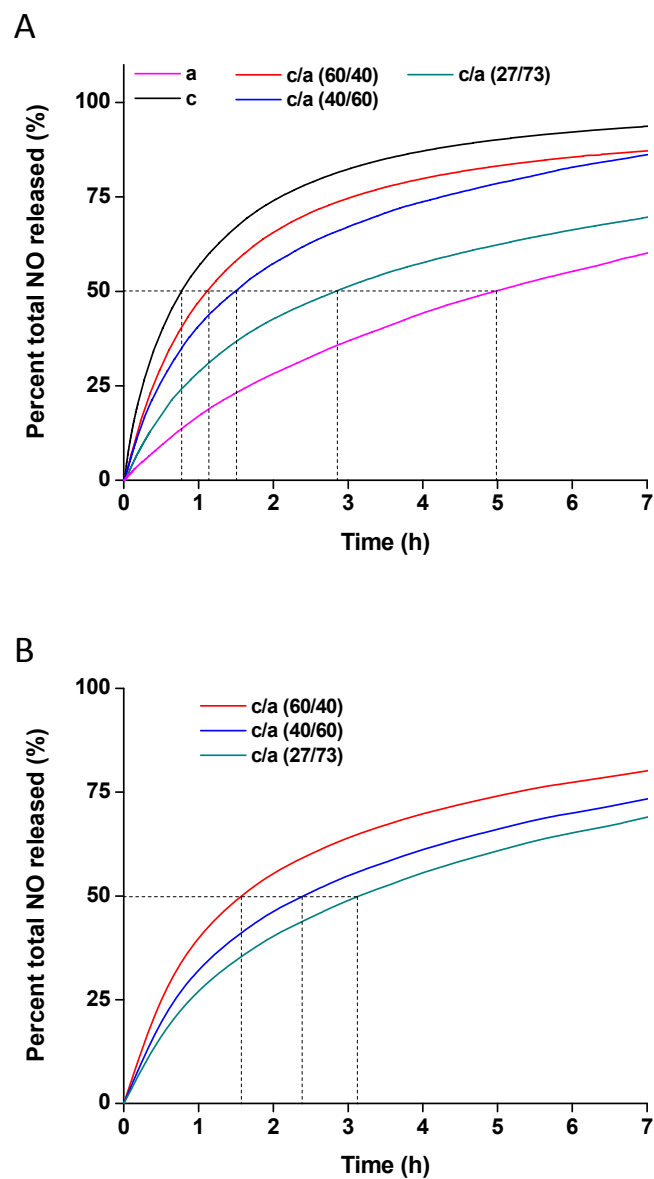 A
a c/a (60/40) c/a (27/73)
c c/a (40/60)
100
75
50
25
0
Percent total NO released (%)
0 1 2 3 4 5 6 7
Time (h)
B
100
c/a (60/40)
c/a (40/60)
c/a (27/73)
75
50
25
0
Percent total NO released (%)
0 1 2 3 4 5 6 7
Time (h)